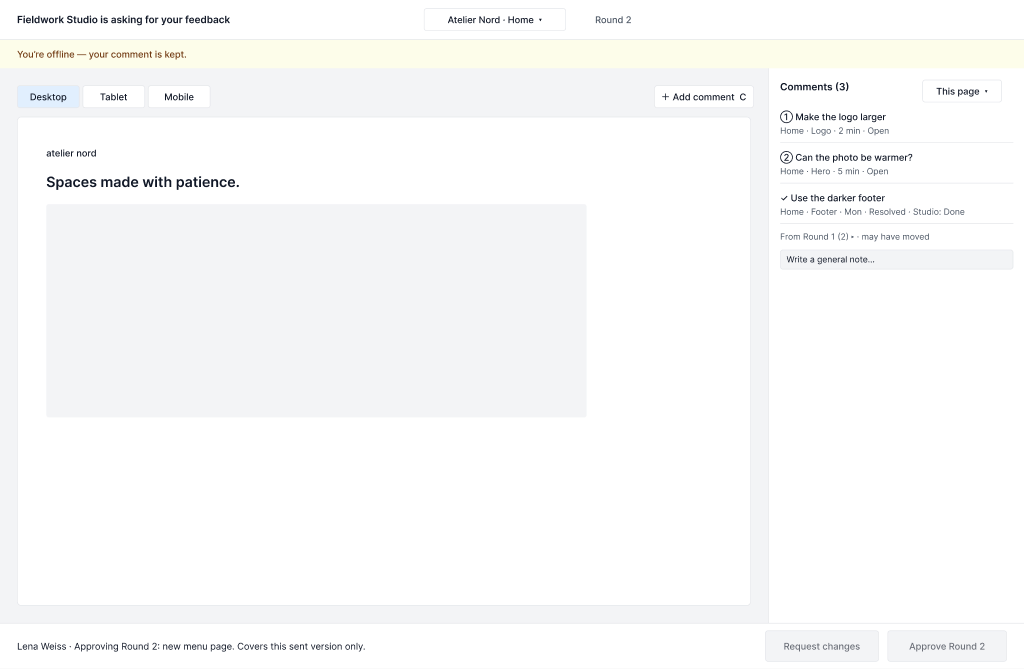 Fieldwork Studio is asking for your feedback
Atelier Nord · Home ▾
Round 2
You're offline — your comment is kept.
Desktop
Tablet
Mobile
+ Add comment C
Comments (3)
This page ▾
① Make the logo larger
Home · Logo · 2 min · Open
② Can the photo be warmer?
Home · Hero · 5 min · Open
✓ Use the darker footer
Home · Footer · Mon · Resolved · Studio: Done
From Round 1 (2) ▾ · may have moved
Write a general note…
atelier nord
Spaces made with patience.
Lena Weiss · Approving Round 2: new menu page. Covers this sent version only.
Request changes
Approve Round 2